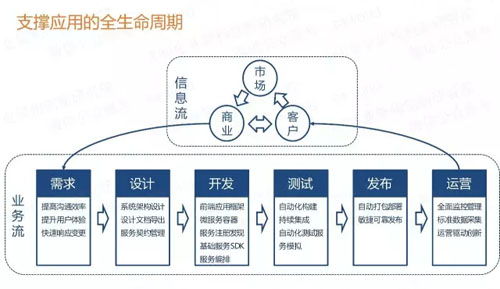 支撑应用的全生命周期
信息流
市场
商业
客户
业务流
需求
提高沟通效率
提升用户体验
快速响应变更
设计
系统架构设计
设计文档导出
服务契约管理
开发
前端应用框架
微服务容器
服务注册发现
基础服务SDK
服务编排
测试
自动化构建
持续集成
自动化测试服
务模拟
发布
自动打包部署
敏捷可靠发布
运营
全面监控管理
标准数据采集
运营驱动创新